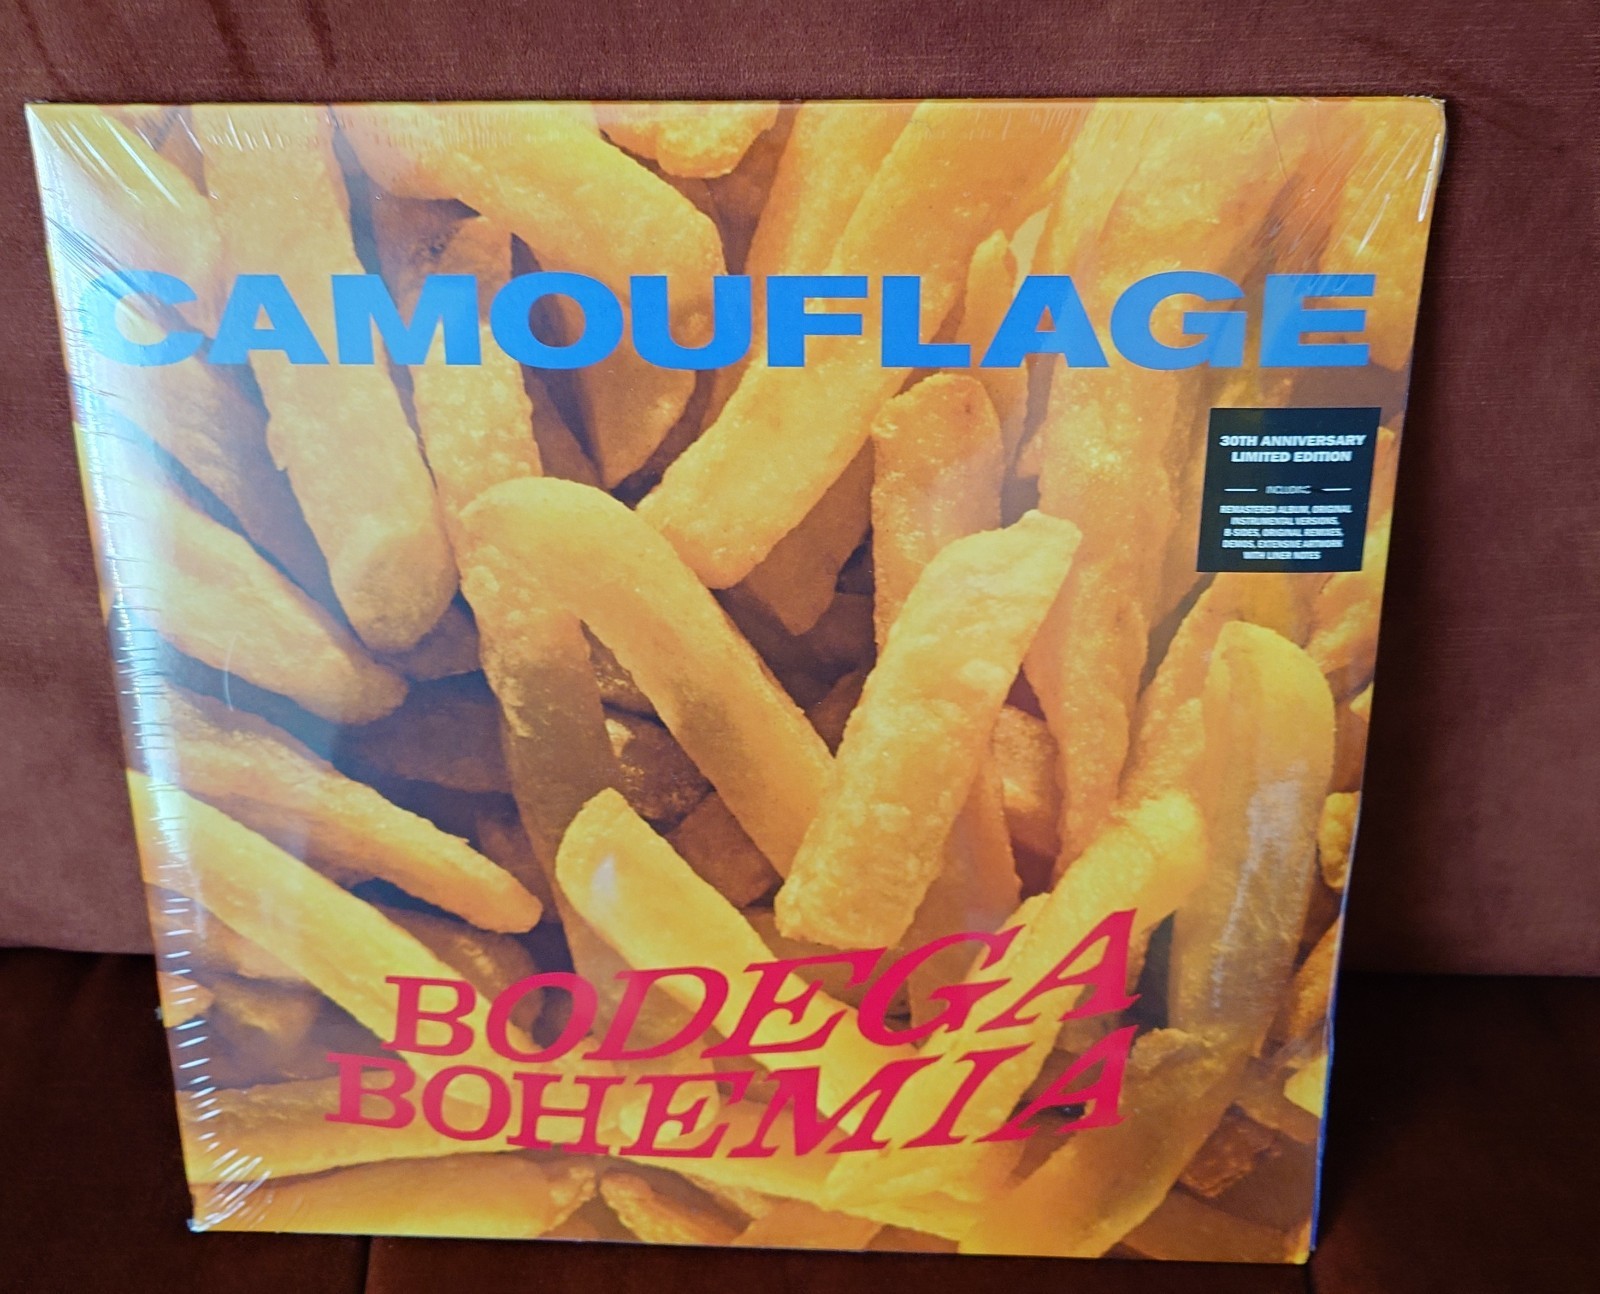 CAMOUFLAGE
30TH ANNIVERSARY
LIMITED EDITION
REMASTERED ALBUM, ORIGINAL
INSTRUMENTAL VERSIONS,
B-SIDES, ORIGINAL REMIXES,
DEMOS, EXTENSIVE ARTWORK
WITH LINER NOTES
BODEGA
BOHEMIA